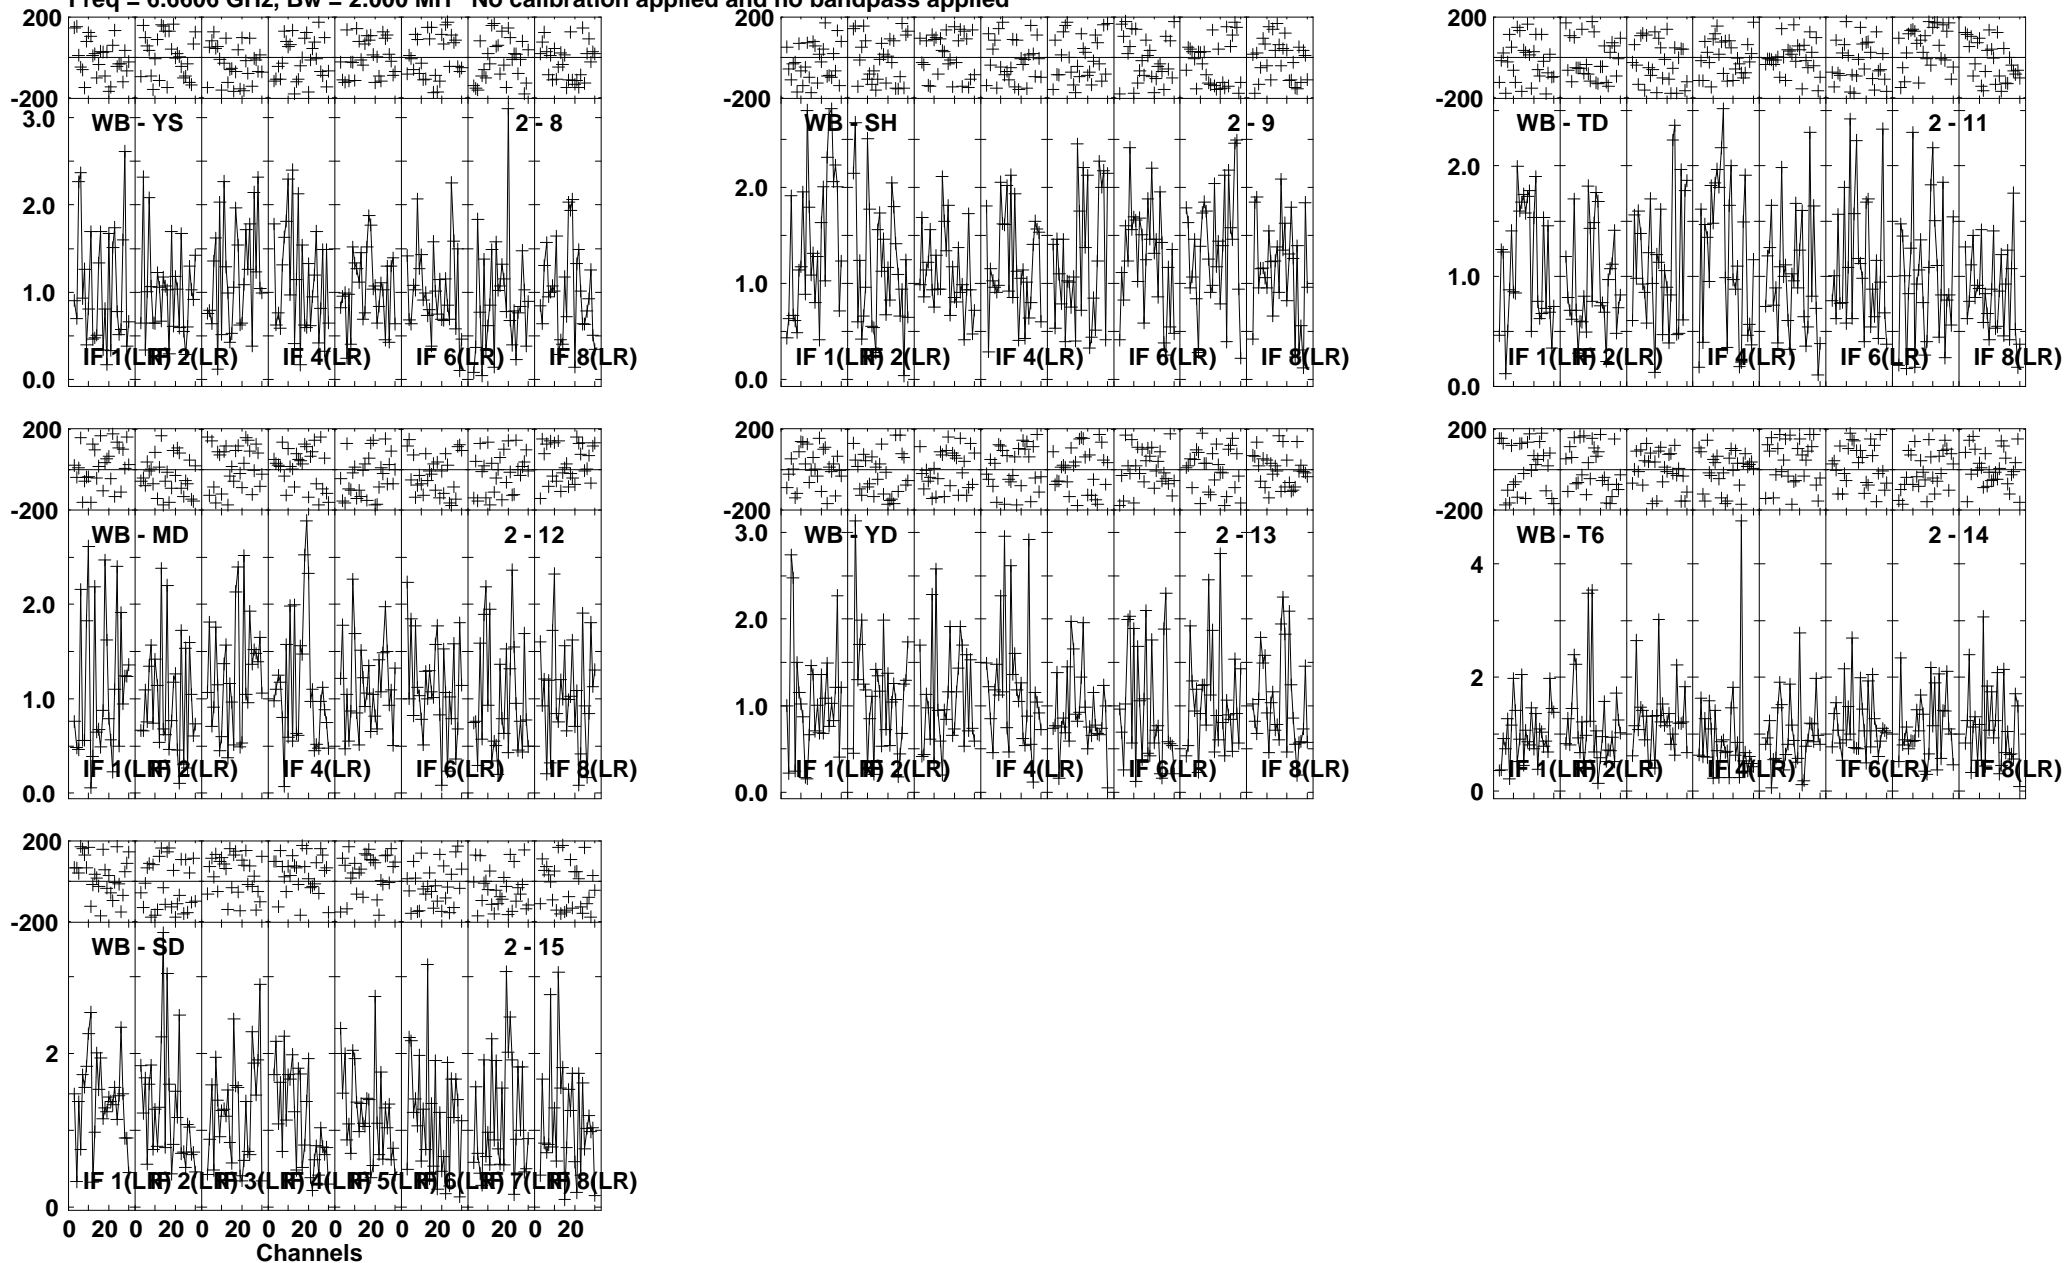 Freq = 6.6606 GHz, Bw = 2.000 MH No calibration applied and no bandpass applied
200 200 200
-200 -200 -200
WB - YS 2 - 8 WB - SH 2 - 9 WB - TD 2 - 11
3.0
2.0 2.0 2.0
1.0 1.0 1.0
IF 1(LR) IF 2(LR) IF 4(LR) IF 6(LR) IF 8(LR) IF 1(LR) IF 2(LR) IF 4(LR) IF 6(LR) IF 8(LR) IF 1(LR) IF 2(LR) IF 4(LR) IF 6(LR) IF 8(LR)
0.0 0.0 0.0
200 200 200
-200 -200 -200
WB - MD 2 - 12 WB - YD 2 - 13 WB - T6 2 - 14
3.0
4
2.0 2.0 2
1.0 1.0
IF 1(LR) IF 2(LR) IF 4(LR) IF 6(LR) IF 8(LR) IF 1(LR) IF 2(LR) IF 4(LR) IF 6(LR) IF 8(LR) IF 1(LR) IF 2(LR) IF 4(LR) IF 6(LR) IF 8(LR)
0.0 0.0 0
200
-200
WB - SD 2 - 15
2
IF 1(LR) IF 2(LR) IF 3(LR) IF 4(LR) IF 5(LR) IF 6(LR) IF 7(LR) IF 8(LR)
0
0 20 0 20 0 20 0 20 0 20 0 20 0 20 0 20
Channels